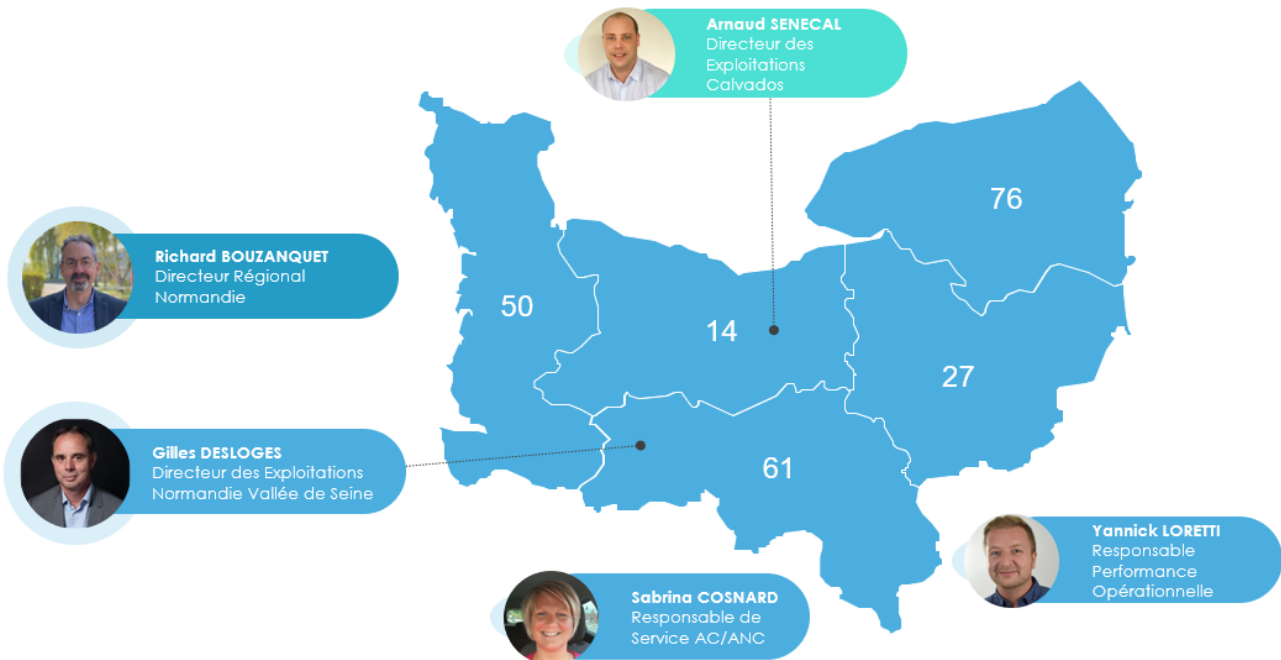 Arnaud SENECAL
Directeur des
Exploitations
Calvados
76
Richard BOUZANQUET
Directeur Régional
Normandie
50
14
27
Gilles DESLOGES
Directeur des Exploitations
Normandie Vallée de Seine
61
Yannick LORETTI
Responsable
Performance
Opérationnelle
Sabrina COSNARD
Responsable de
Service AC/ANC